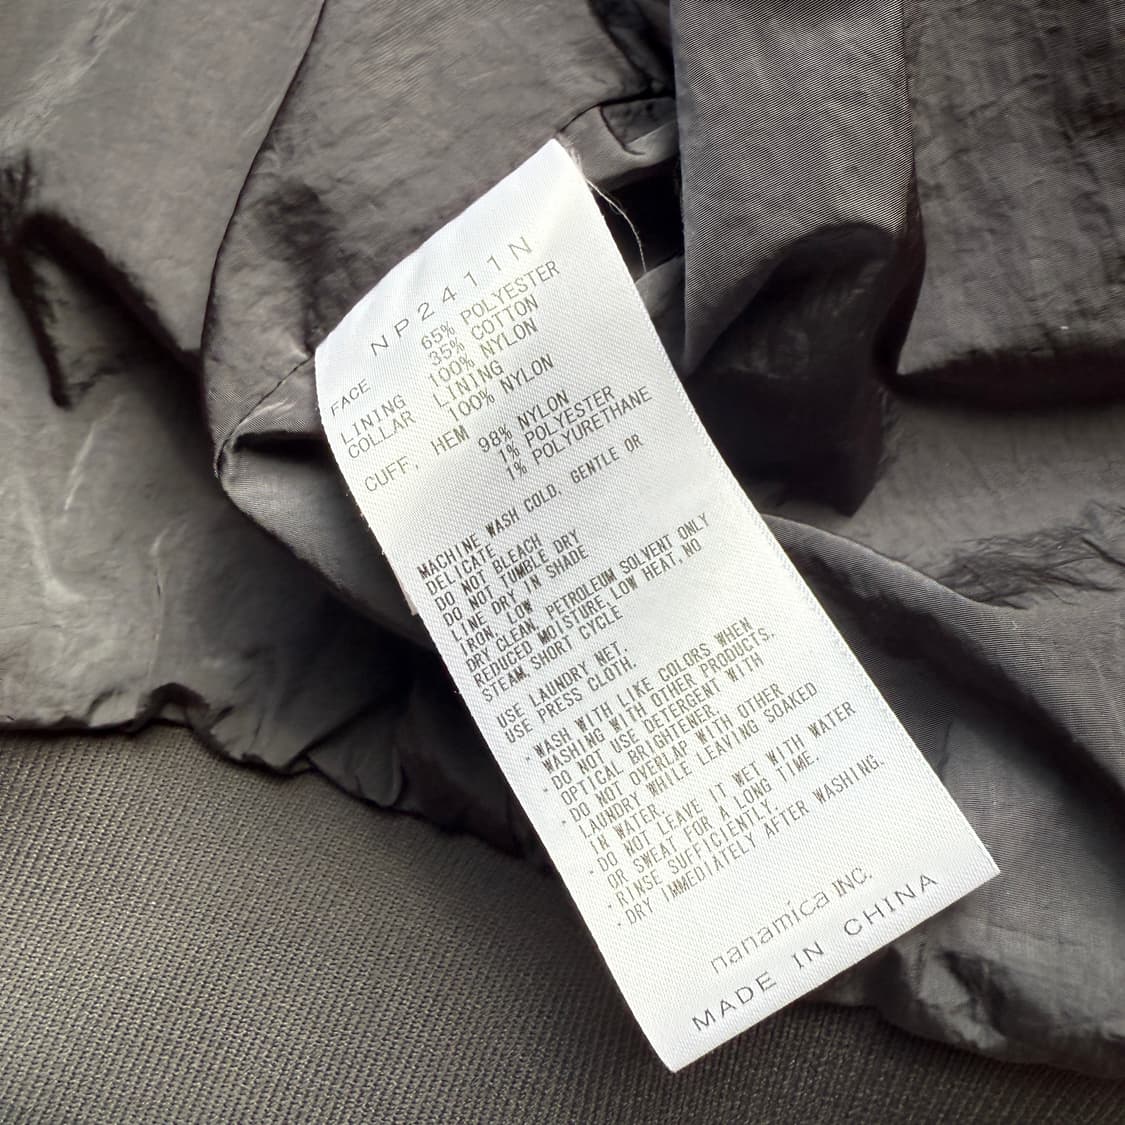 NP2411N
FACE 65% POLYESTER
35% COTTON
LINING 100% NYLON
COLLAR LINING
100% NYLON
CUFF, HEM 98% NYLON
1% POLYESTER
1% POLYURETHANE
MACHINE WASH COLD, GENTLE OR
DELICATE
DO NOT BLEACH
DO NOT TUMBLE DRY
LINE DRY IN SHADE
IRON LOW
DRY CLEAN, PETROLEUM SOLVENT ONLY
REDUCED MOISTURE, LOW HEAT, NO
STEAM, SHORT CYCLE
USE LAUNDRY NET.
USE PRESS CLOTH.
・WASH WITH LIKE COLORS WHEN
WASHING WITH OTHER PRODUCTS.
・DO NOT USE DETERGENT WITH
OPTICAL BRIGHTENER.
・DO NOT OVERLAP WITH OTHER
LAUNDRY WHILE LEAVING SOAKED
IN WATER.
・DO NOT LEAVE IT WET WITH WATER
OR SWEAT FOR A LONG TIME.
・RINSE SUFFICIENTLY.
・DRY IMMEDIATELY AFTER WASHING.
nanamica INC.
MADE IN CHINA